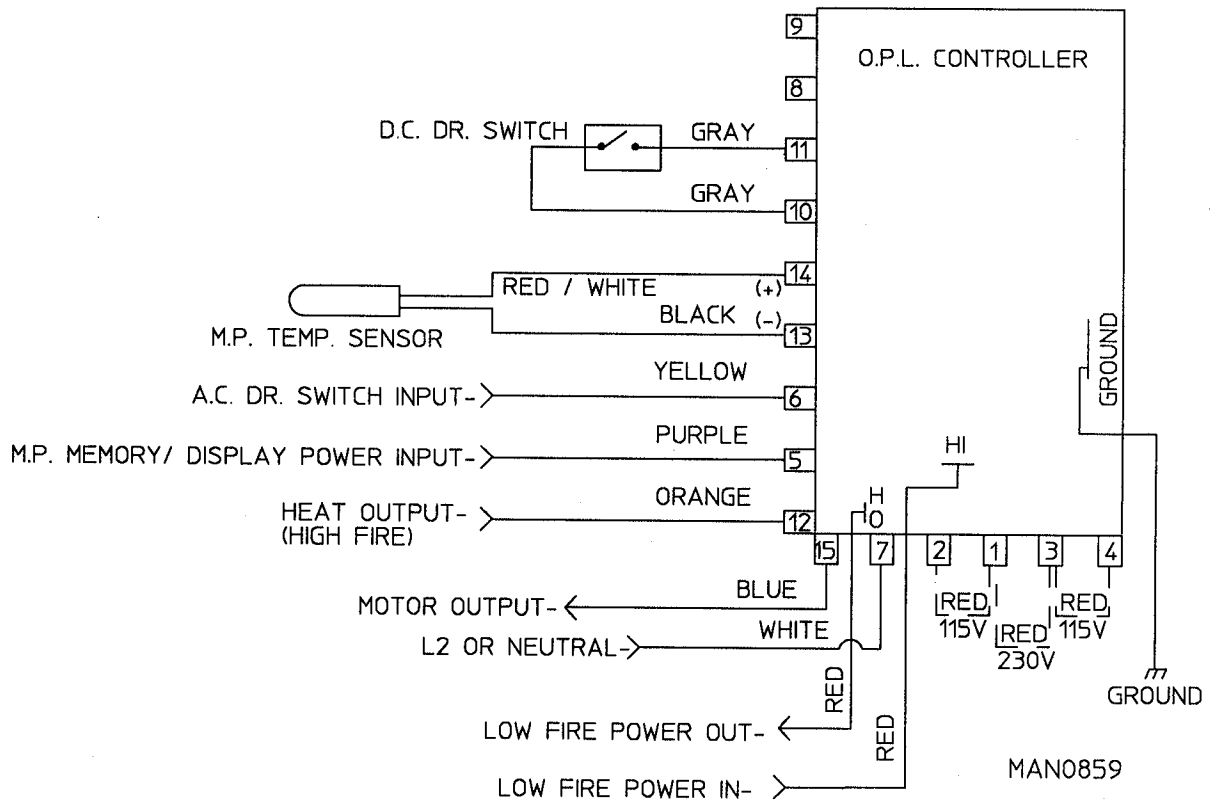 9
O.P.L. CONTROLLER
8
D.C. DR. SWITCH
GRAY
11
GRAY
10
14
RED / WHITE
(+)
BLACK (-)
13
M.P. TEMP. SENSOR
GROUND
YELLOW
A.C. DR. SWITCH INPUT-
6
PURPLE
M.P. MEMORY/ DISPLAY POWER INPUT-
5
HI
ORANGE
HEAT OUTPUT-
(HIGH FIRE)
12
H
O
15
7
2
1
3
4
BLUE
MOTOR OUTPUT-
RED
115V
RED
230V
RED
115V
WHITE
L2 OR NEUTRAL-
RED
RED
GROUND
LOW FIRE POWER OUT-
LOW FIRE POWER IN-
MAN0859